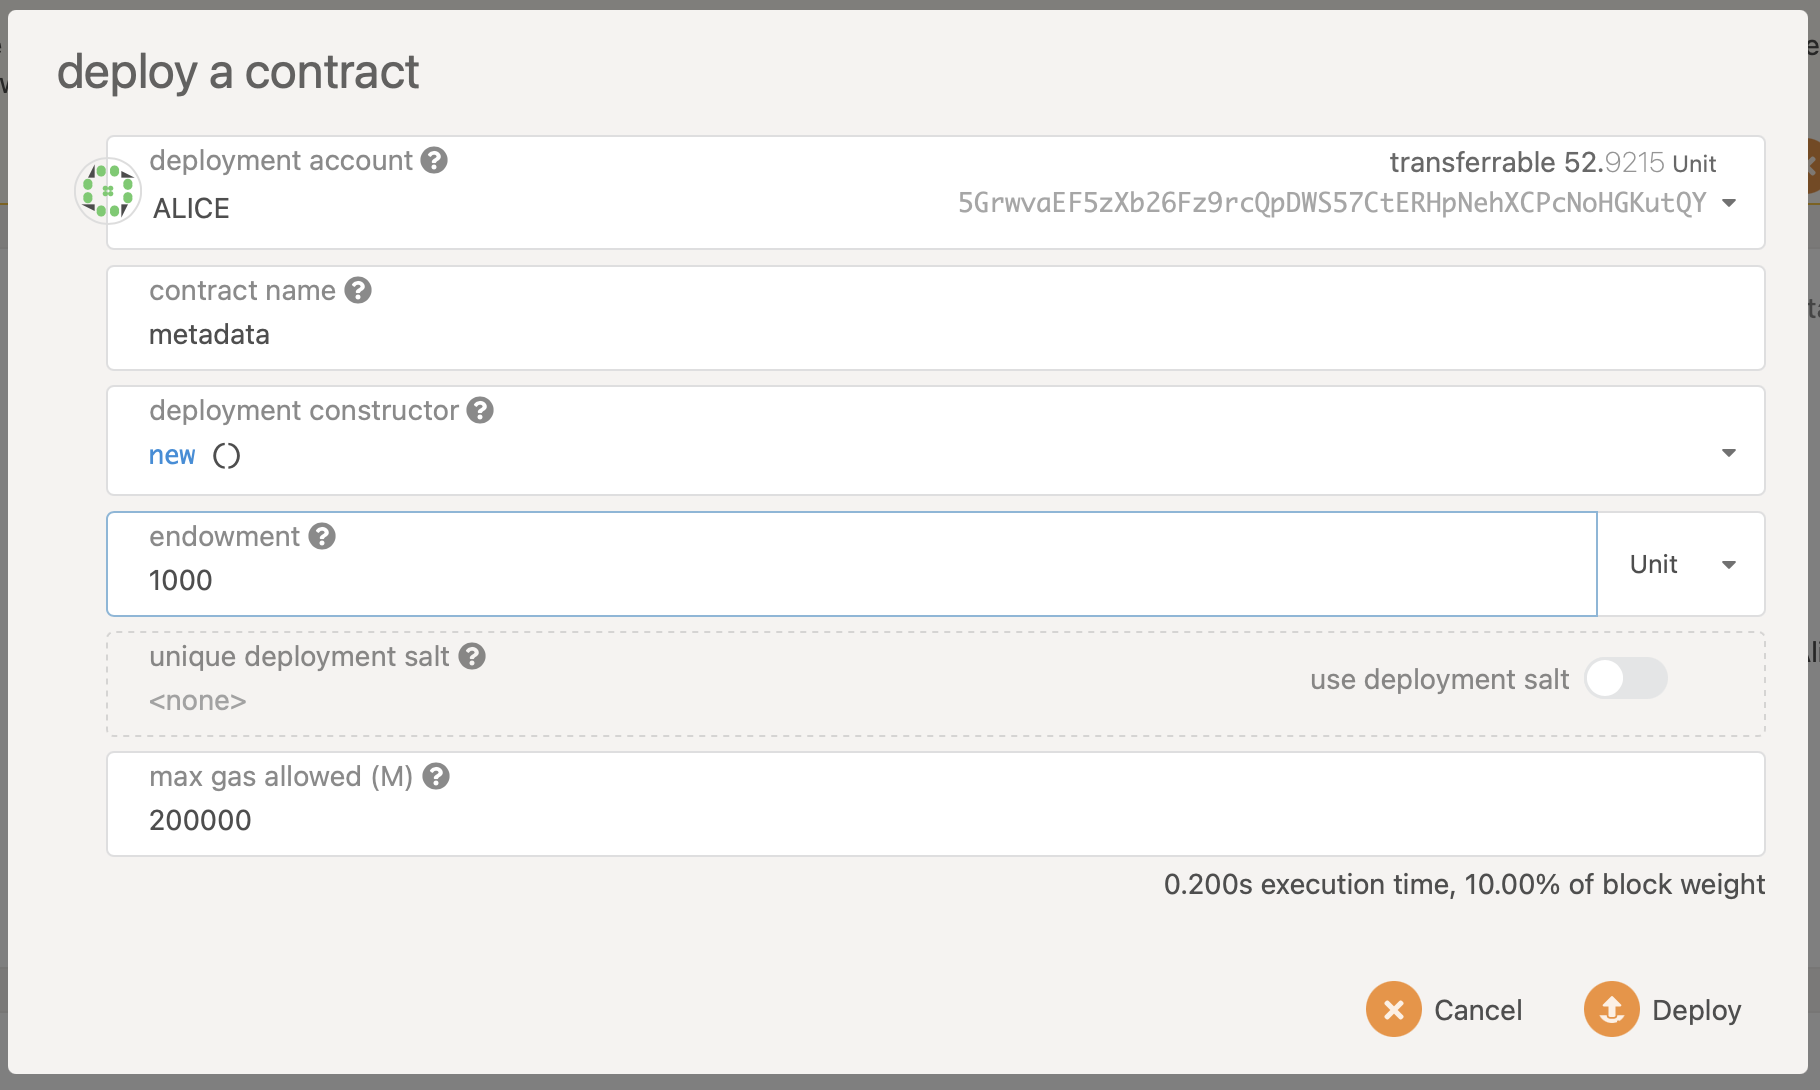 deploy a contract
deployment account
transferrable 52.9215 Unit
ALICE
5GrwvaEF5zXb26Fz9rcQpDWS57CtERHpNehXCPcNoHGKutQY
contract name
metadata
deployment constructor
new ()
endowment
1000
Unit
unique deployment salt
<none>
use deployment salt
max gas allowed (M)
200000
0.200s execution time, 10.00% of block weight
Cancel
Deploy